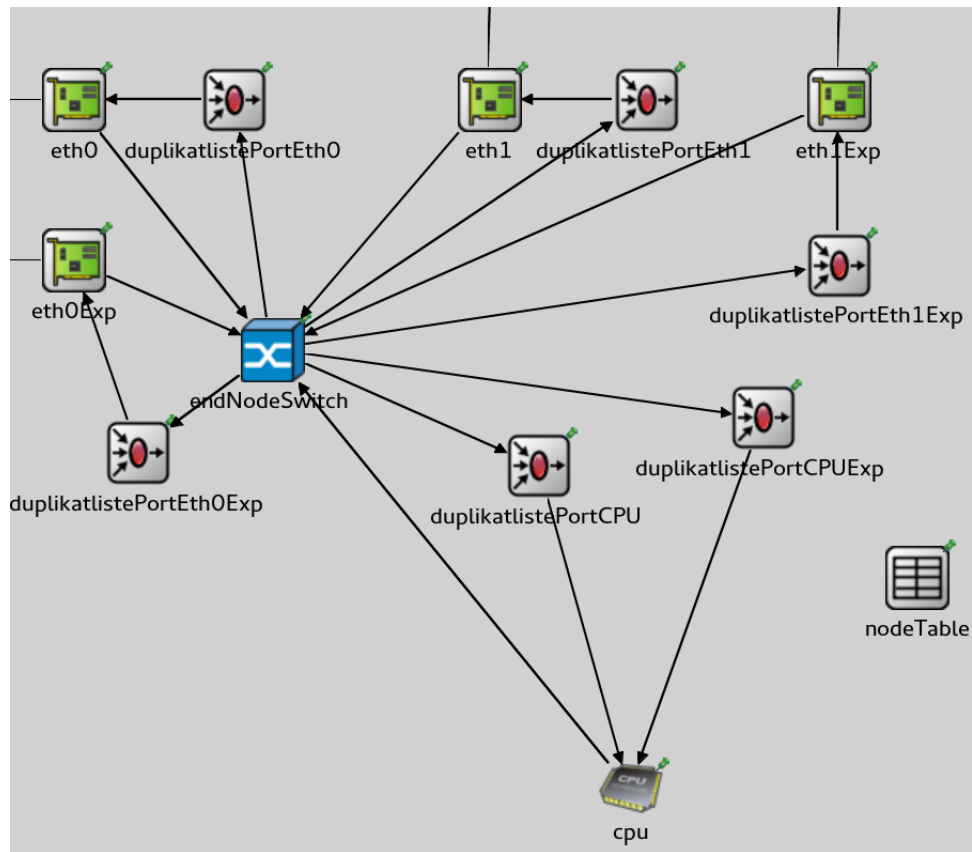 eth0
duplikatlistePortEth0
eth1
duplikatlistePortEth1
eth1Exp
eth0Exp
duplikatlistePortEth1Exp
endNodeSwitch
duplikatlistePortEth0Exp
duplikatlistePortCPU
duplikatlistePortCPUExp
nodeTable
CPU
cpu